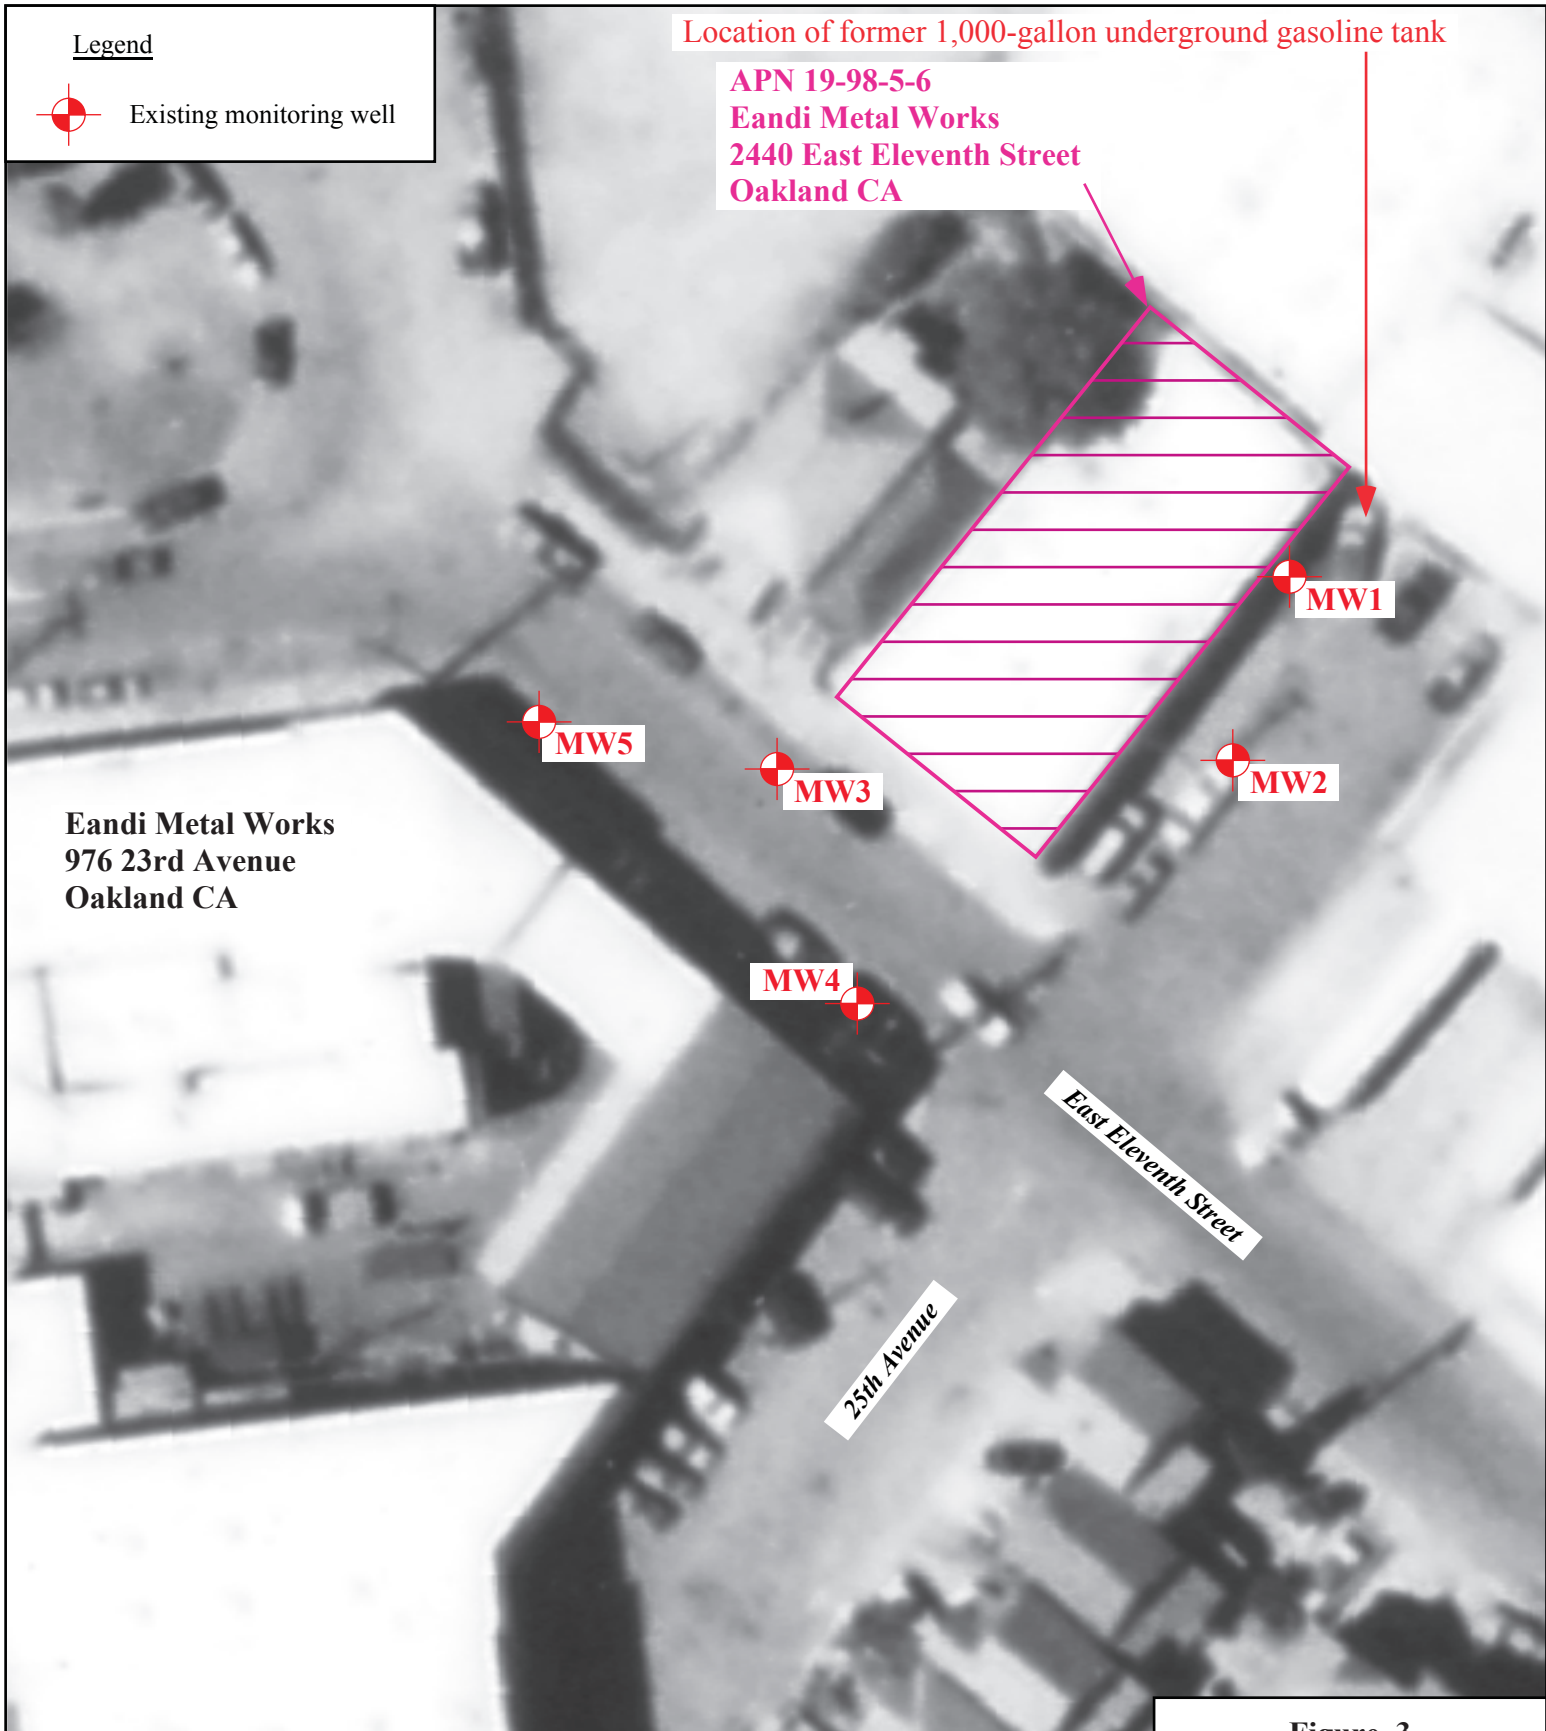 Legend
Existing monitoring well
Location of former 1,000-gallon underground gasoline tank
APN 19-98-5-6
Eandi Metal Works
2440 East Eleventh Street
Oakland CA
MW1
MW5
MW3
MW2
Eandi Metal Works
976 23rd Avenue
Oakland CA
MW4
East Eleventh Street
25th Avenue
Figure 3